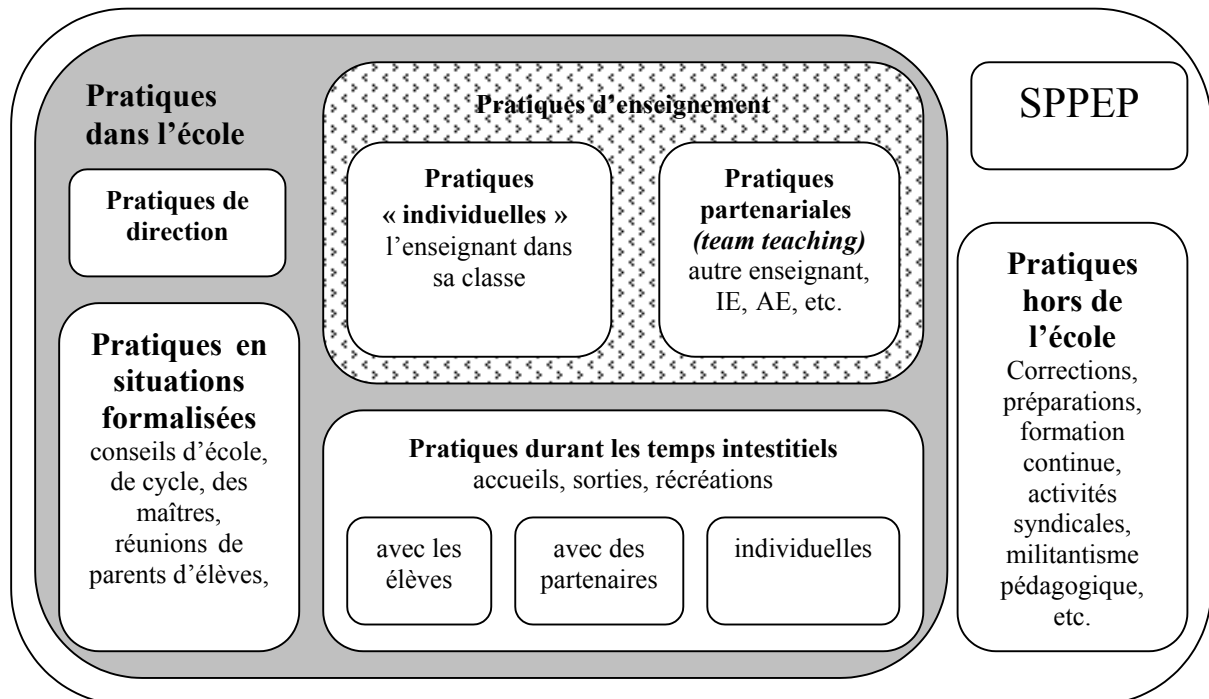 Pratiques
dans l’école
Pratiques de
direction
Pratiques en
situations
formalisées
conseils d’école,
de cycle, des
maîtres,
réunions de
parents d’élèves,
Pratiques d’enseignement
Pratiques
« individuelles »
l’enseignant dans
sa classe
Pratiques
partenariales
(team teaching)
autre enseignant,
IE, AE, etc.
Pratiques durant les temps intestitiels
accueils, sorties, récréations
avec les
élèves
avec des
partenaires
individuelles
SPPEP
Pratiques
hors de
l’école
Corrections,
préparations,
formation
continue,
activités
syndicales,
militantisme
pédagogique,
etc.